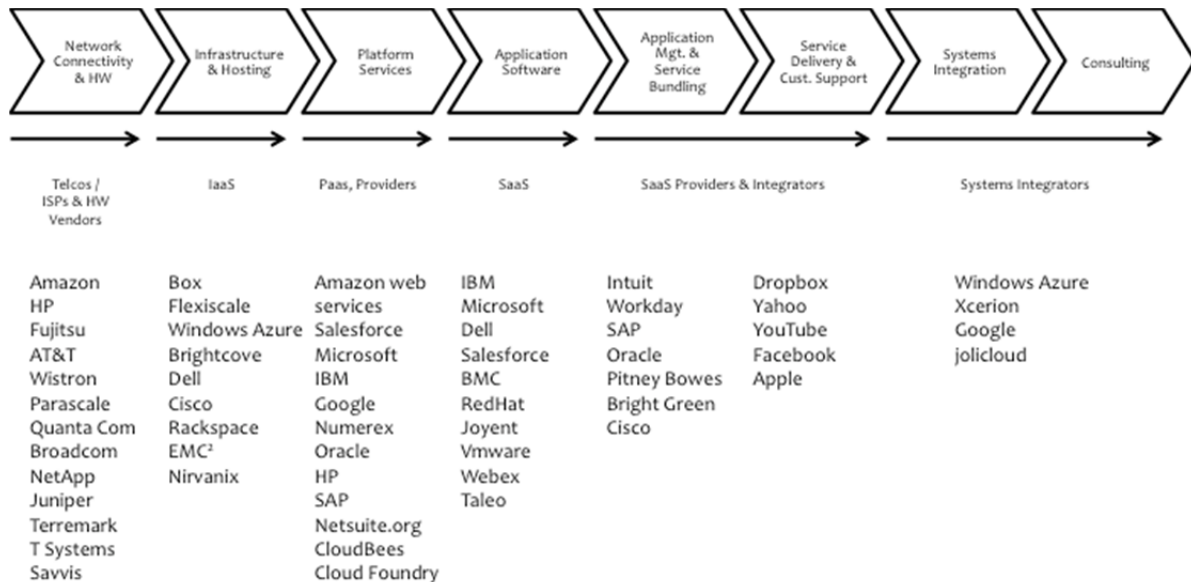 Network
Connectivity
& HW
Infrastructure
& Hosting
Platform
Services
Application
Software
Application
Mgt. &
Service
Bundling
Service
Delivery &
Cust. Support
Systems
Integration
Consulting
Telcos /
ISPs & HW
Vendors
IaaS
Paas, Providers
SaaS
SaaS Providers & Integrators
Systems Integrators
Amazon
HP
Fujitsu
AT&T
Wistron
Parascale
Quanta Com
Broadcom
NetApp
Juniper
Terremark
T Systems
Savvis
Box
Flexiscale
Windows Azure
Brightcove
Dell
Cisco
Rackspace
EMC²
Nirvanix
Amazon web
services
Salesforce
Microsoft
IBM
Google
Numerex
Oracle
HP
SAP
Netsuite.org
CloudBees
Cloud Foundry
IBM
Microsoft
Dell
Salesforce
BMC
RedHat
Joyent
Vmware
Webex
Taleo
Intuit
Workday
SAP
Oracle
Pitney Bowes
Bright Green
Cisco
Dropbox
Yahoo
YouTube
Facebook
Apple
Windows Azure
Xcerion
Google
jolicloud